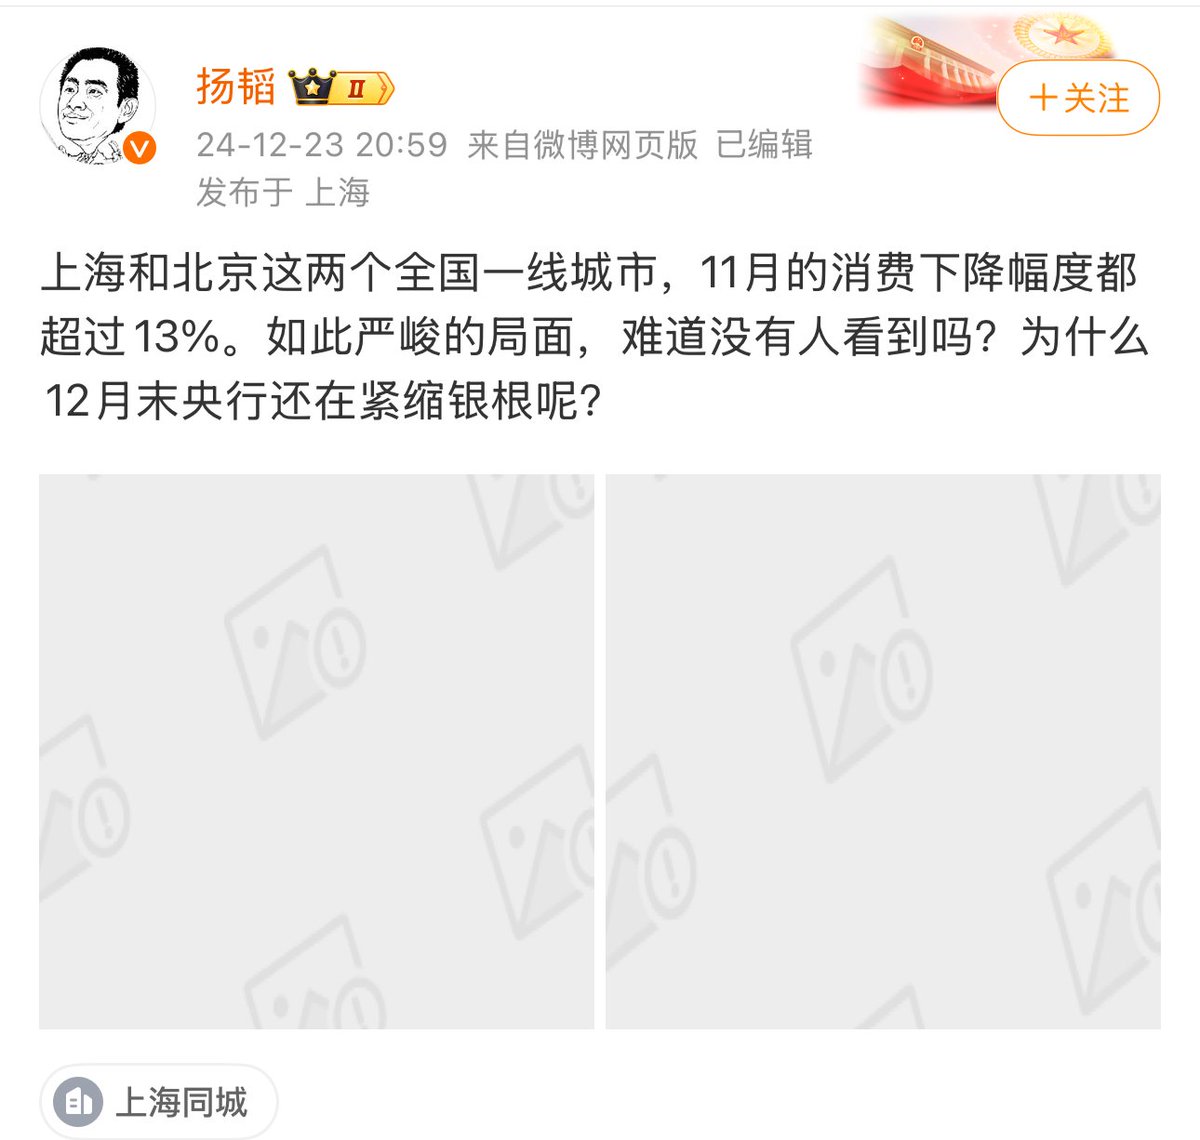 扬韬
II
24-12-23 20:59 来自微博网页版 已编辑
发布于 上海
+关注
上海和北京这两个全国一线城市，11月的消费下降幅度都
超过13%。如此严峻的局面，难道没有人看到吗？为什么
12月末央行还在紧缩银根呢？
上海同城